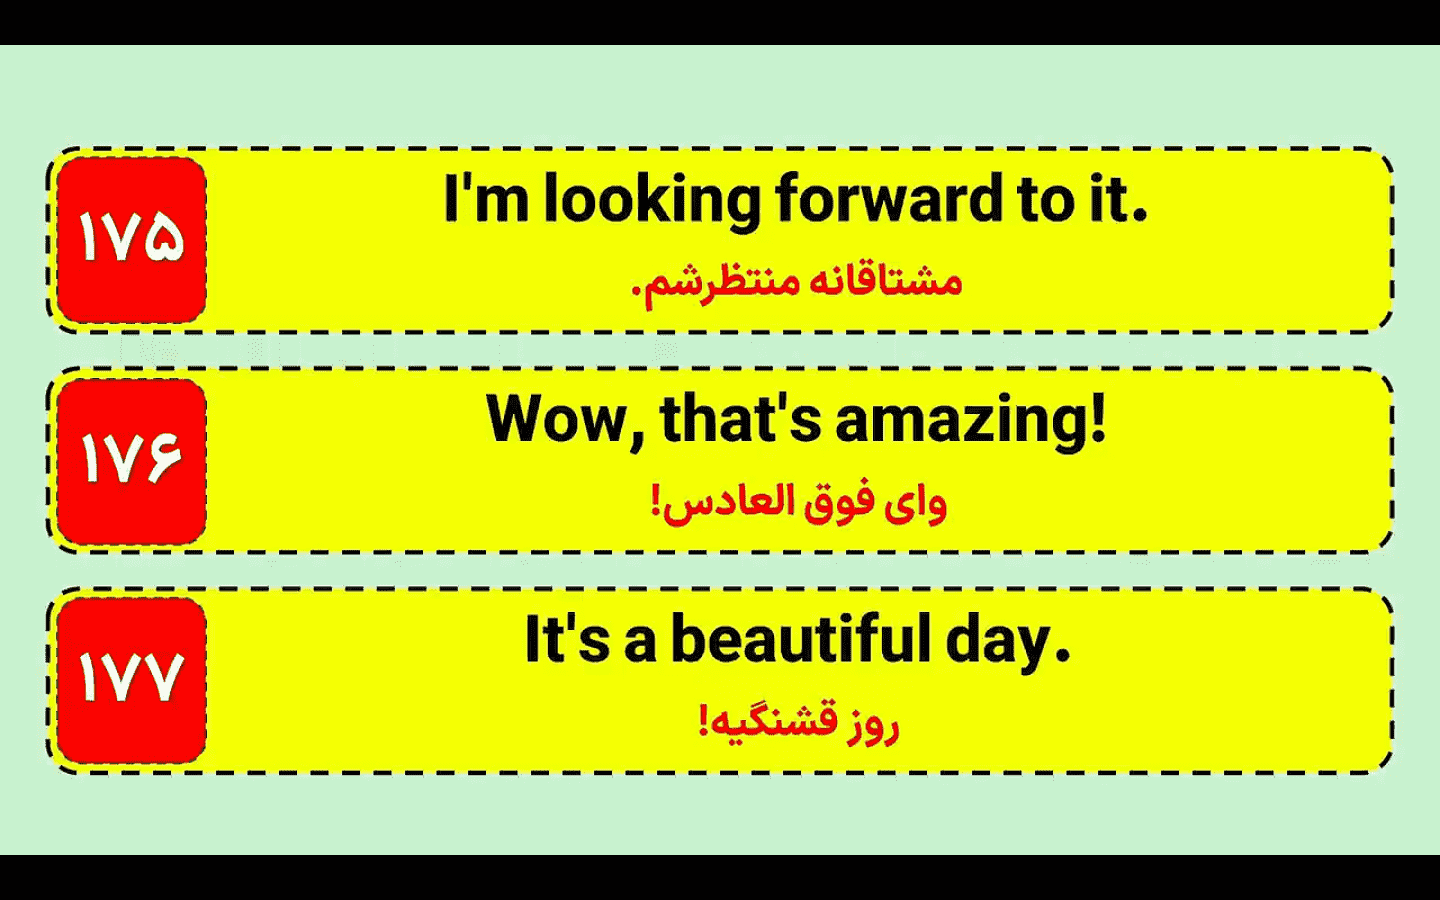 ۱۷۵
I'm looking forward to it.
مشتاقانه منتظرشم.
۱۷۶
Wow, that's amazing!
وای فوق العادس!
۱۷۷
It's a beautiful day.
روز قشنگیه!